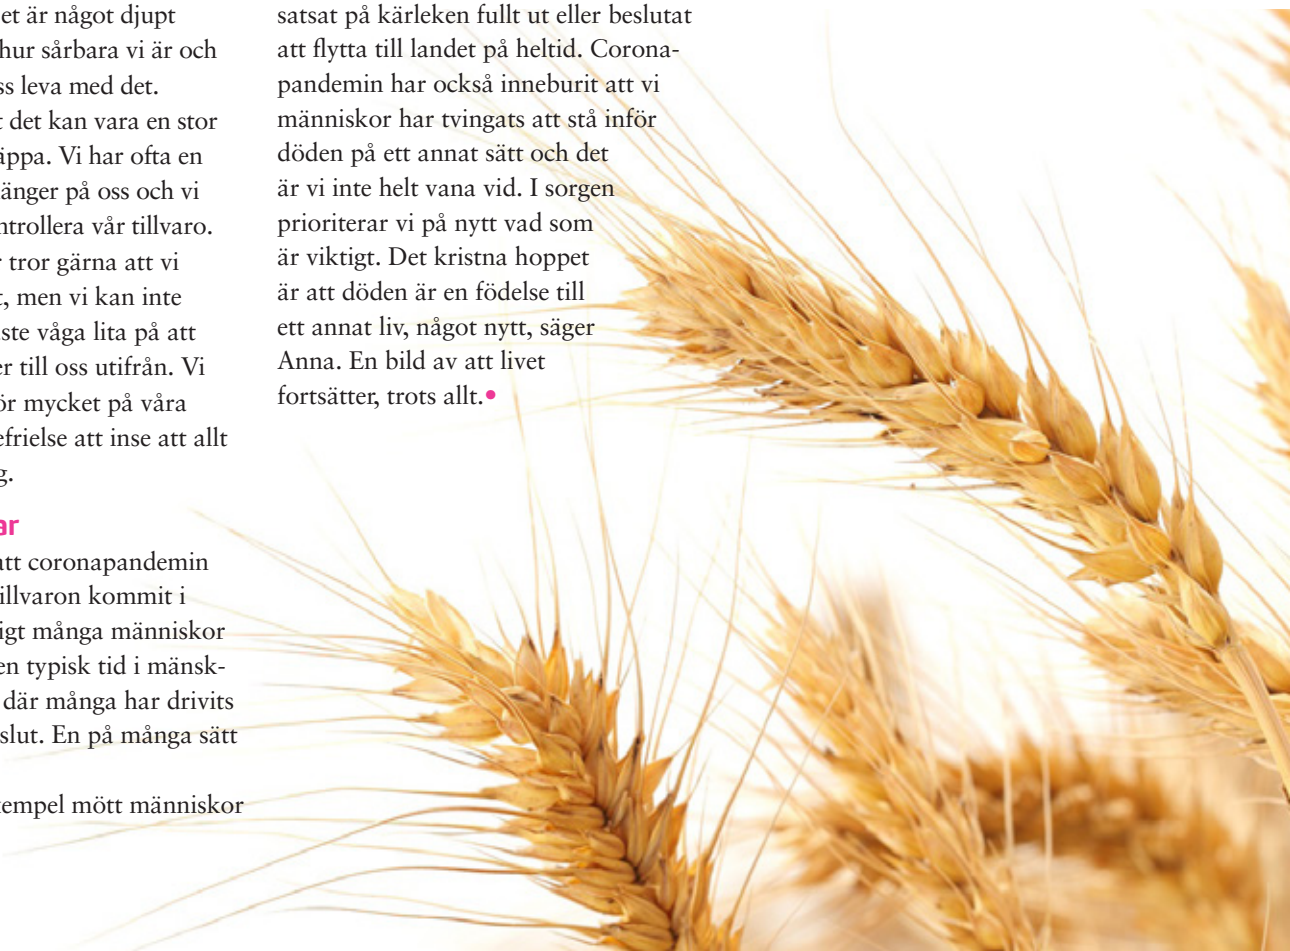 et är något djupt
hur sårbara vi är och
ss leva med det.
t det kan vara en stor
äppa. Vi har ofta en
änger på oss och vi
ntrollera vår tillvaro.
r tror gärna att vi
t, men vi kan inte
ste våga lita på att
er till oss utifrån. Vi
ör mycket på våra
efrielse att inse att allt
g.
ar
att coronapandemin
illvaron kommit i
igt många människor
en typisk tid i mänsk-
där många har drivits
slut. En på många sätt
empel mött människor
satsat på kärleken fullt ut eller beslutat
att flytta till landet på heltid. Corona-
pandemin har också inneburit att vi
människor har tvingats att stå inför
döden på ett annat sätt och det
är vi inte helt vana vid. I sorgen
prioriterar vi på nytt vad som
är viktigt. Det kristna hoppet
är att döden är en födelse till
ett annat liv, något nytt, säger
Anna. En bild av att livet
fortsätter, trots allt.•